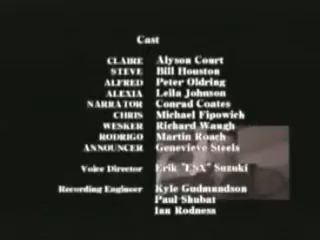 Cast
CLAIRE Alyson Court
STEVE Bill Houston
ALFRED Peter Oldring
ALEXIA Leila Johnson
NARRATOR Conrad Coates
CHRIS Michael Fipowich
WESKER Richard Waugh
RODRIGO Martin Roach
ANNOUNCER Genevieve Steels
Voice Director Erik "ESX" Suzuki
Recording Engineer Kyle Gudmundson
Paul Shubat
Ian Rodness